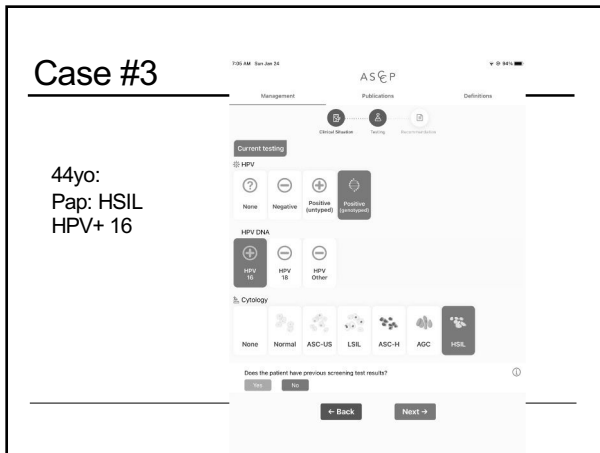 Case #3
44yo:
Pap: HSIL
HPV+ 16
7:05 AM Sun Jan 24
94%
ASCCP
Management Publications Definitions
Clinical Situation Testing Recommendation
Current testing
HPV
None Negative Positive (untyped) Positive (genotyped)
HPV DNA
HPV 16 HPV 18 HPV Other
Cytology
None Normal ASC-US LSIL ASC-H AGC HSIL
Does the patient have previous screening test results?
Yes No
← Back Next →